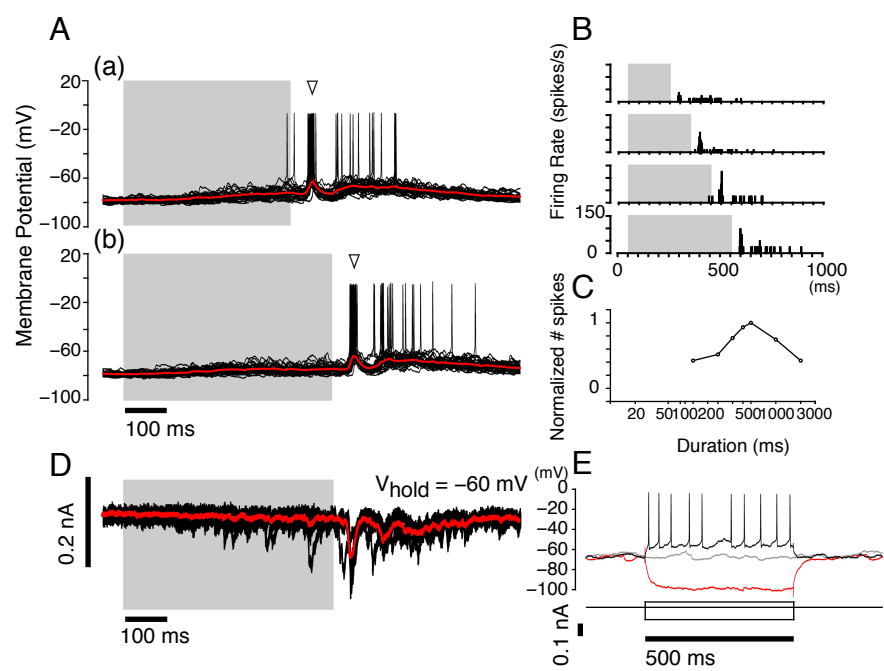 A
B
(a)
20
−20
−60
−100
Membrane Potential (mV)
(b)
20
−20
−60
−100
100 ms
Firing Rate (spikes/s)
150
0
0
500
1000
(ms)
C
Normalized # spikes
1
0
20
50
100
200
500
1000
3000
Duration (ms)
D
Vhold = −60 mV
0.2 nA
100 ms
E
(mV)
0
−20
−40
−60
−80
−100
0.1 nA
500 ms